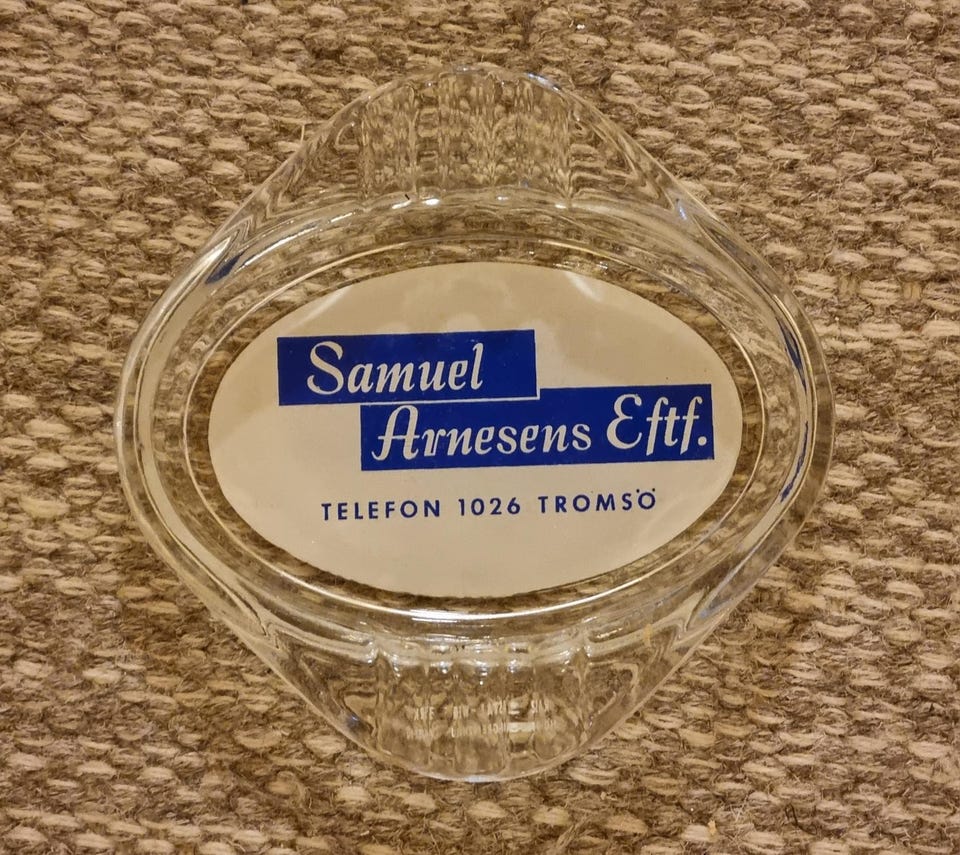 Samuel
Arnesens Eftf.
TELEFON 1026 TROMSÖ